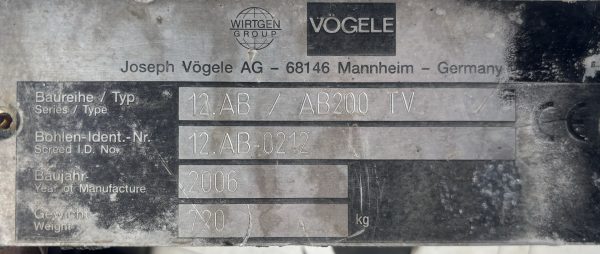 WIRTGEN
GROUP
VÖGELE
Joseph Vögele AG – 68146 Mannheim – Germany
Baureihe / Typ
Series / Type
12.AB / AB200 TV
Bohlen-Ident.-Nr.
Screed I.D. No.
12.AB-0212
Baujahr
Year of Manufacture
2006
Gewicht
Weight
kg
CE